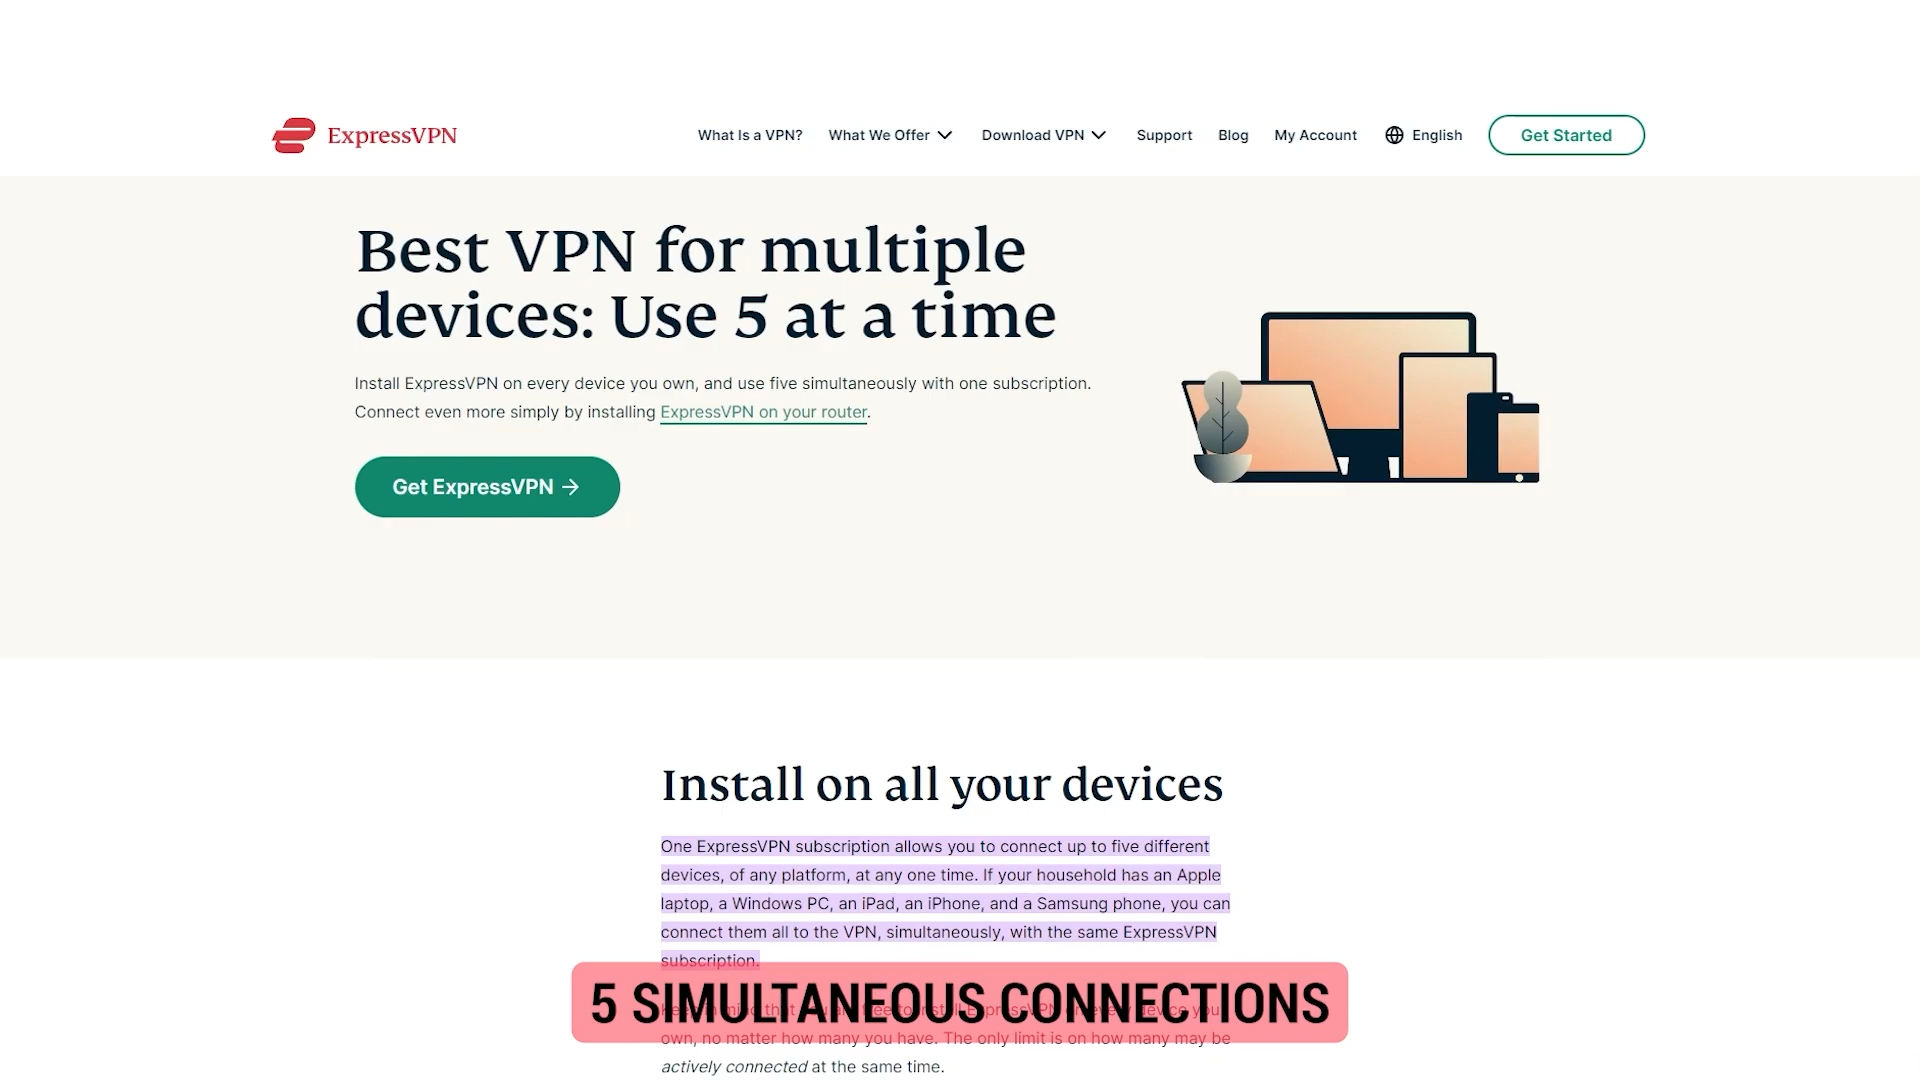 ExpressVPN
What Is a VPN? What We Offer Download VPN Support Blog My Account English Get Started
Best VPN for multiple
devices: Use 5 at a time
Install ExpressVPN on every device you own, and use five simultaneously with one subscription.
Connect even more simply by installing ExpressVPN on your router.
Get ExpressVPN →
Install on all your devices
One ExpressVPN subscription allows you to connect up to five different
devices, of any platform, at any one time. If your household has an Apple
laptop, a Windows PC, an iPad, an iPhone, and a Samsung phone, you can
connect them all to the VPN, simultaneously, with the same ExpressVPN
subscription.
5 SIMULTANEOUS CONNECTIONS
own, no matter how many you have. The only limit is on how many may be
actively connected at the same time.